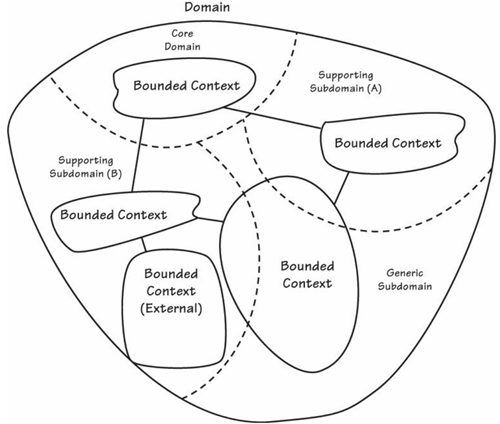 Domain
Core
Domain
Bounded Context
Supporting
Subdomain (A)
Bounded Context
Supporting
Subdomain (B)
Bounded Context
Bounded
Context
(External)
Bounded
Context
Generic
Subdomain